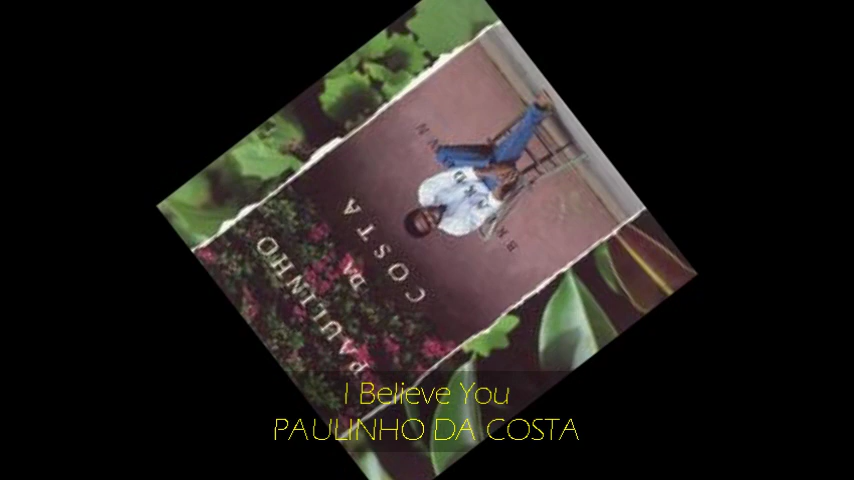 PAULINHO
DA
COSTA
I Believe You
PAULINHO DA COSTA